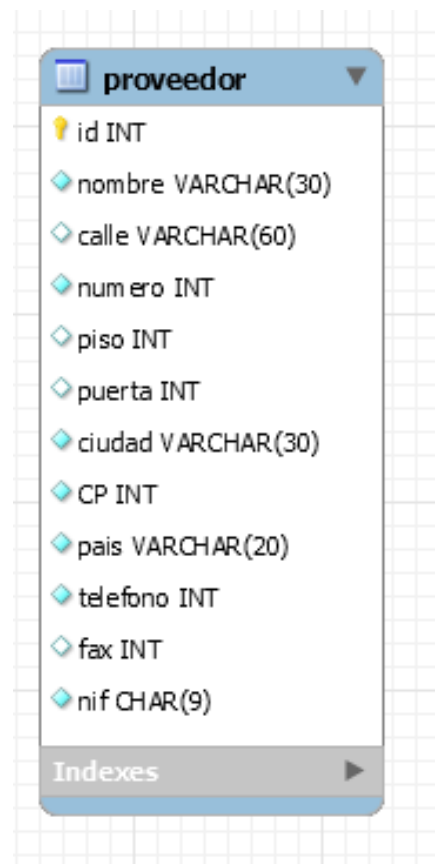 proveedor
id INT
nombre VARCHAR(30)
calle VARCHAR(60)
numero INT
piso INT
puerta INT
ciudad VARCHAR(30)
CP INT
pais VARCHAR(20)
telefono INT
fax INT
nif CHAR(9)
Indexes